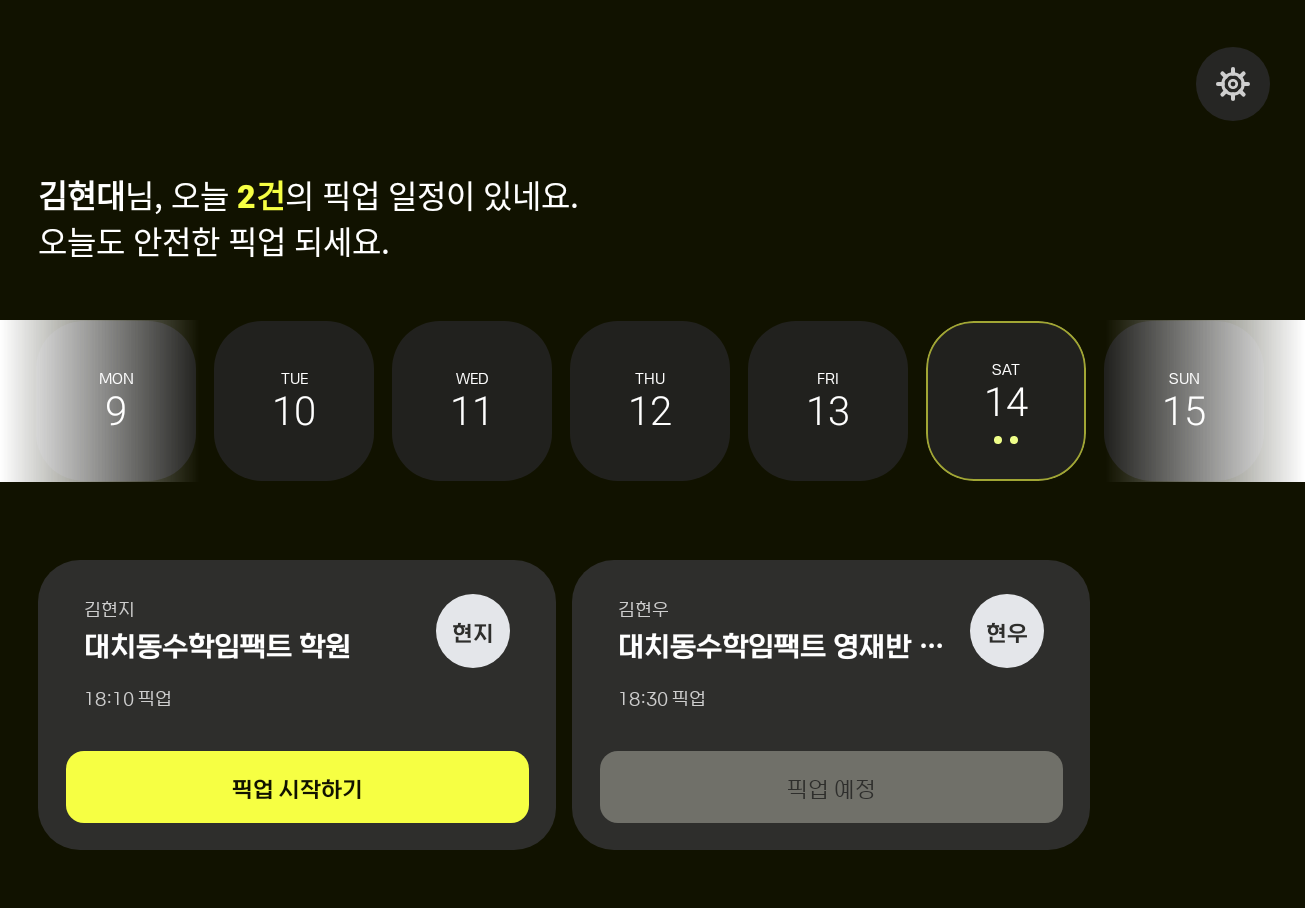 김현대님, 오늘 2건의 픽업 일정이 있네요.
오늘도 안전한 픽업 되세요.
MON
9
TUE
10
WED
11
THU
12
FRI
13
SAT
14
SUN
15
김현지
대치동수학임팩트 학원
현지
18:10 픽업
픽업 시작하기
김현우
대치동수학임팩트 영재반 ···
현우
18:30 픽업
픽업 예정